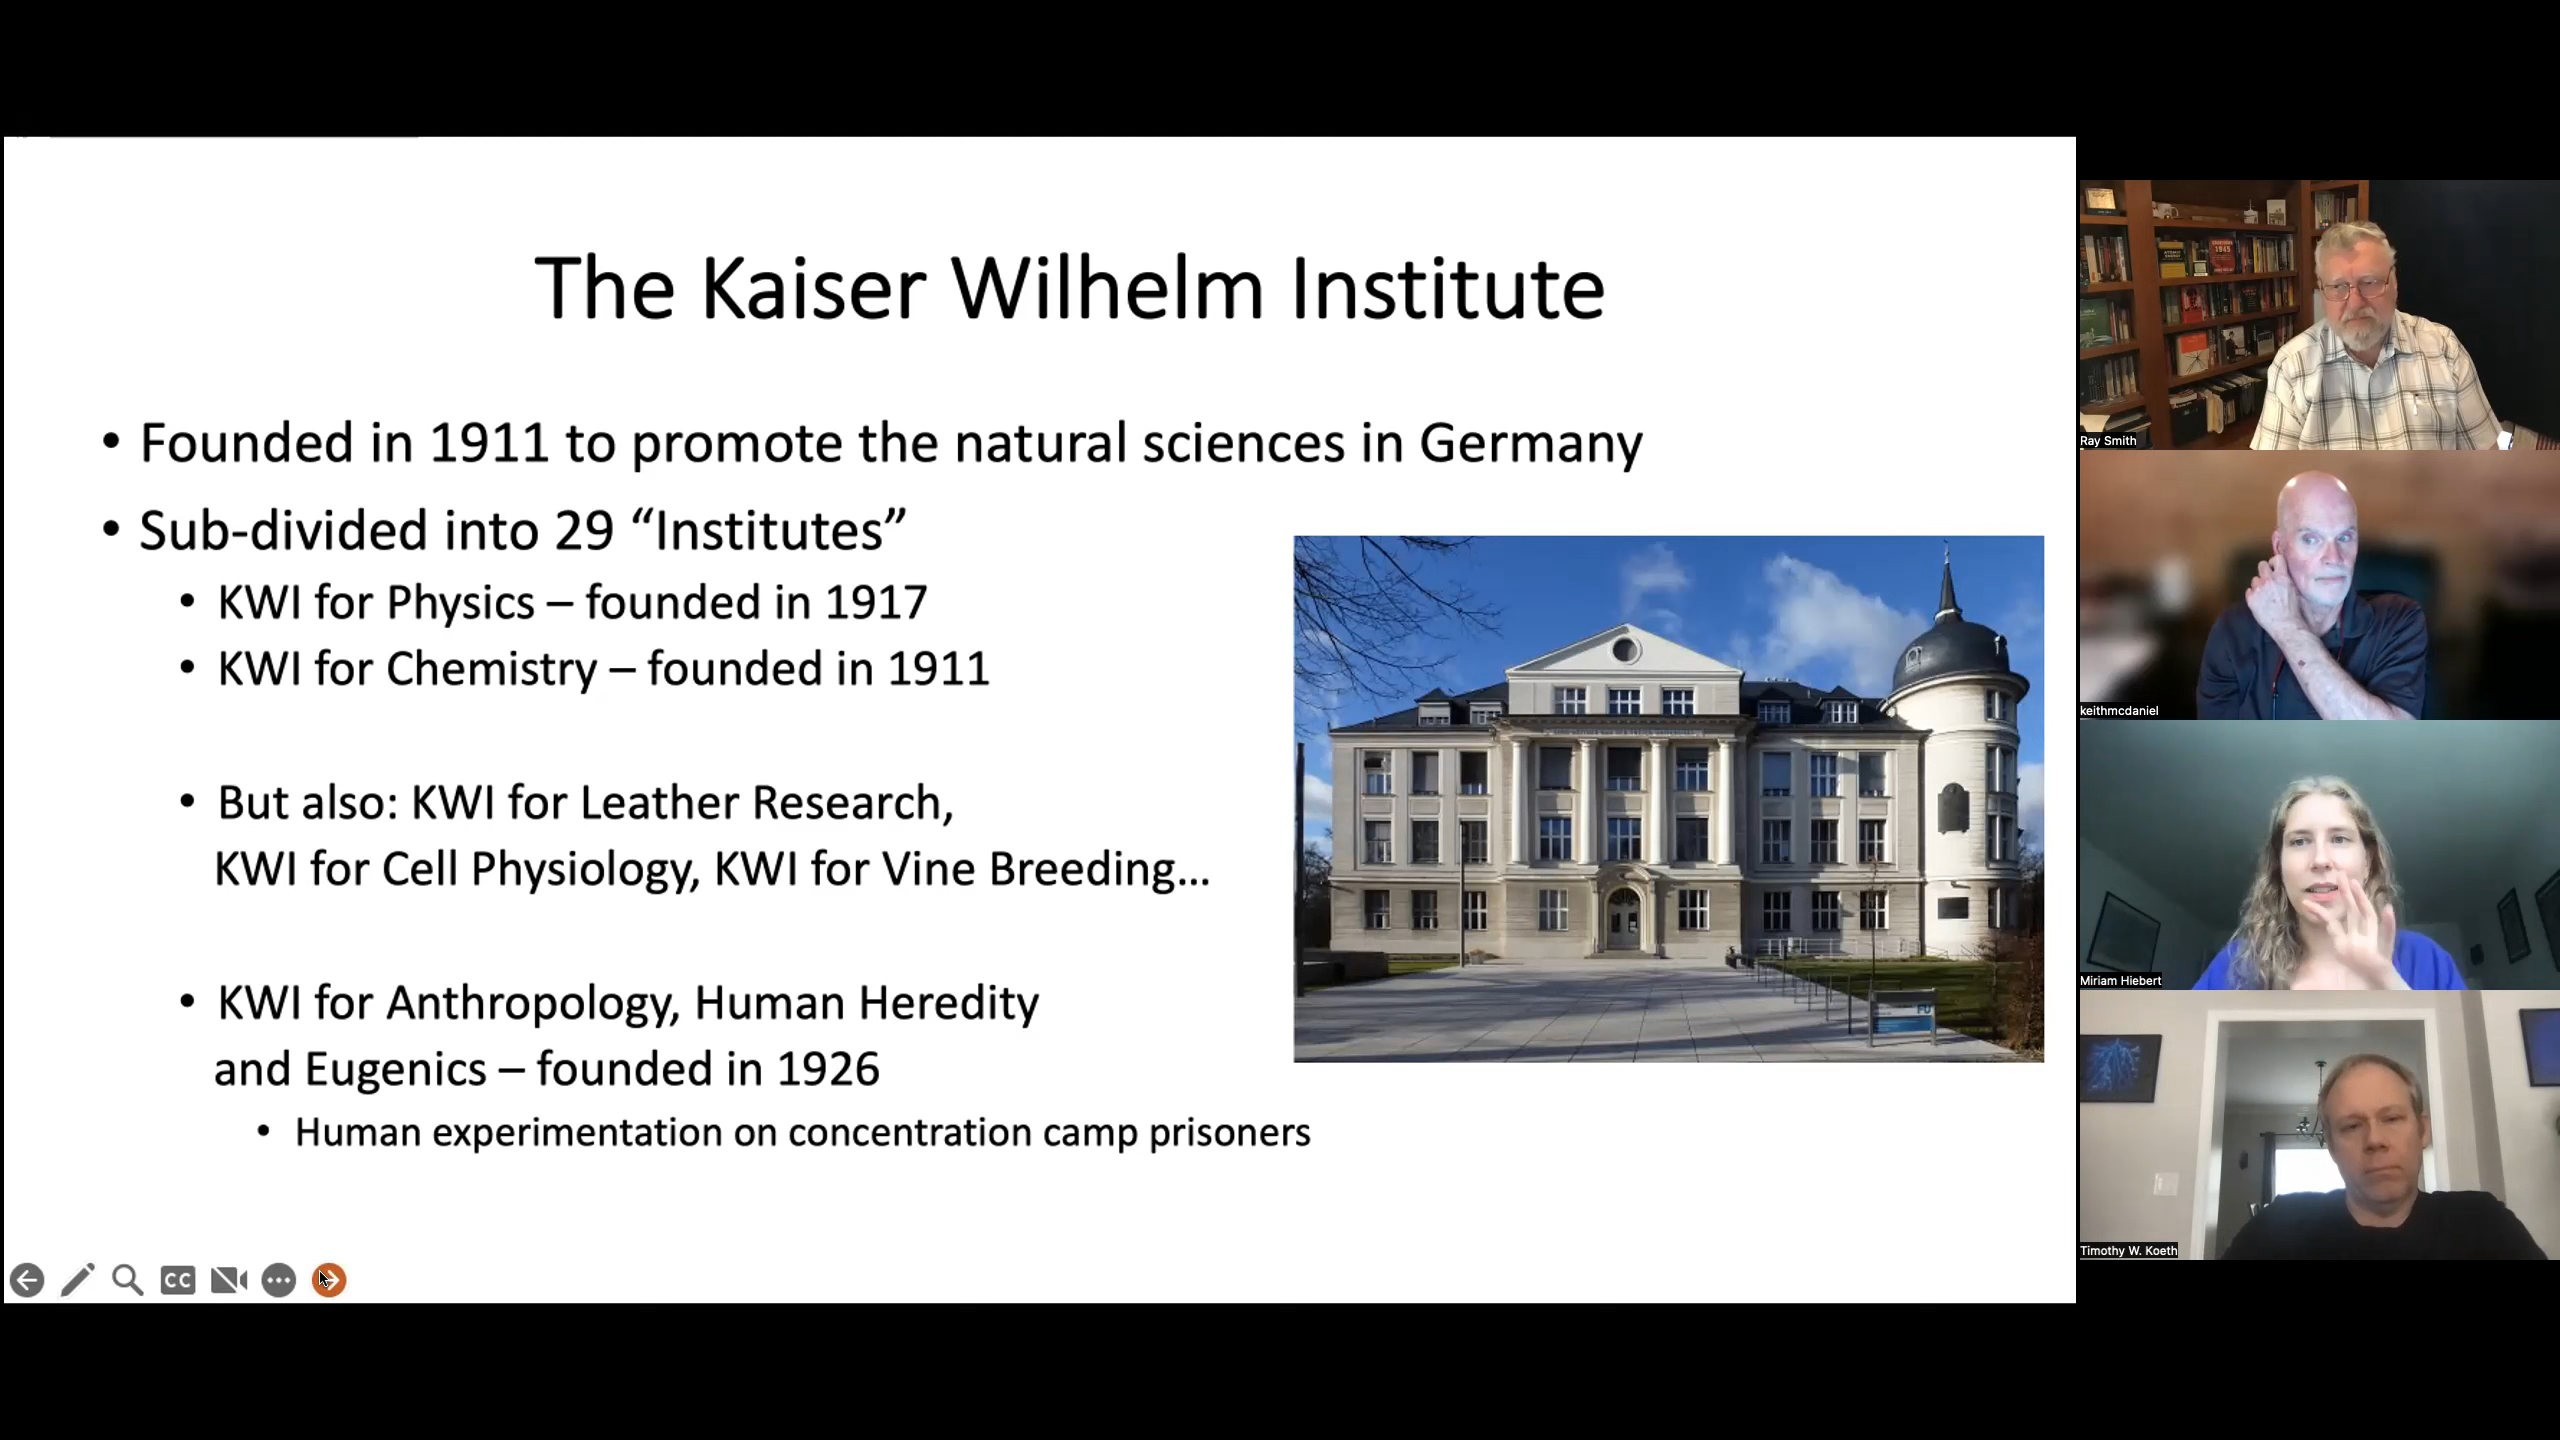 The Kaiser Wilhelm Institute
• Founded in 1911 to promote the natural sciences in Germany
• Sub-divided into 29 “Institutes”
• KWI for Physics – founded in 1917
• KWI for Chemistry – founded in 1911
• But also: KWI for Leather Research,
KWI for Cell Physiology, KWI for Vine Breeding...
• KWI for Anthropology, Human Heredity
and Eugenics – founded in 1926
• Human experimentation on concentration camp prisoners
FU
CC
Ray Smith
1945
keithmcdaniel
Miriam Hiebert
Timothy W. Koeth